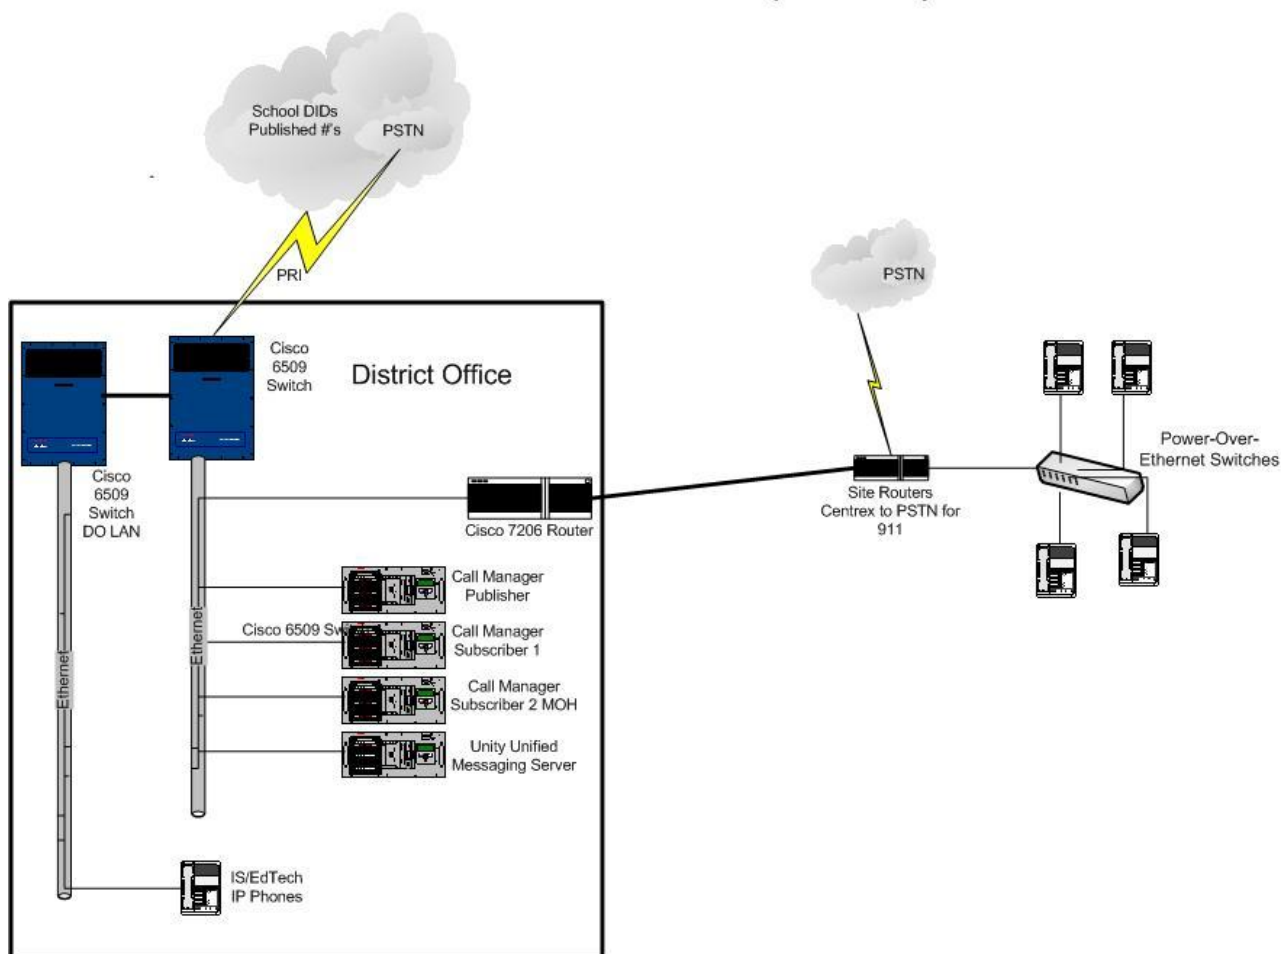 School DIDs
Published #'s
PSTN
PRI
PSTN
Cisco
6509
Switch
District Office
Cisco
6509
Switch
DO LAN
Cisco 7206 Router
Site Routers
Centrex to PSTN for
911
Power-Over-
Ethernet Switches
Call Manager
Publisher
Ethernet
Cisco 6509
Call Manager
Subscriber 1
Ethernet
Call Manager
Subscriber 2 MOH
Unity Unified
Messaging Server
IS/EdTech
IP Phones